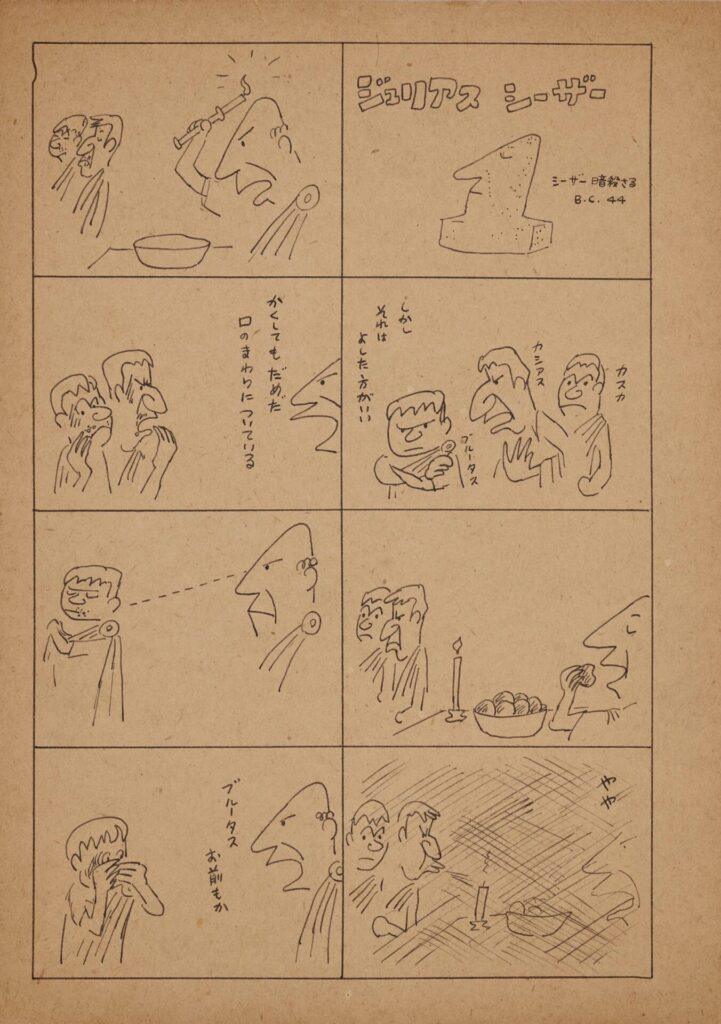 ジュリアス シーザー
シーザー暗殺さる
B.C. 44
しかし
それは
よした方がいい
ブルータス
カシアス
カスカ
やや
かくしてもだめだ
口のまわりについている
ブルータス
お前もか